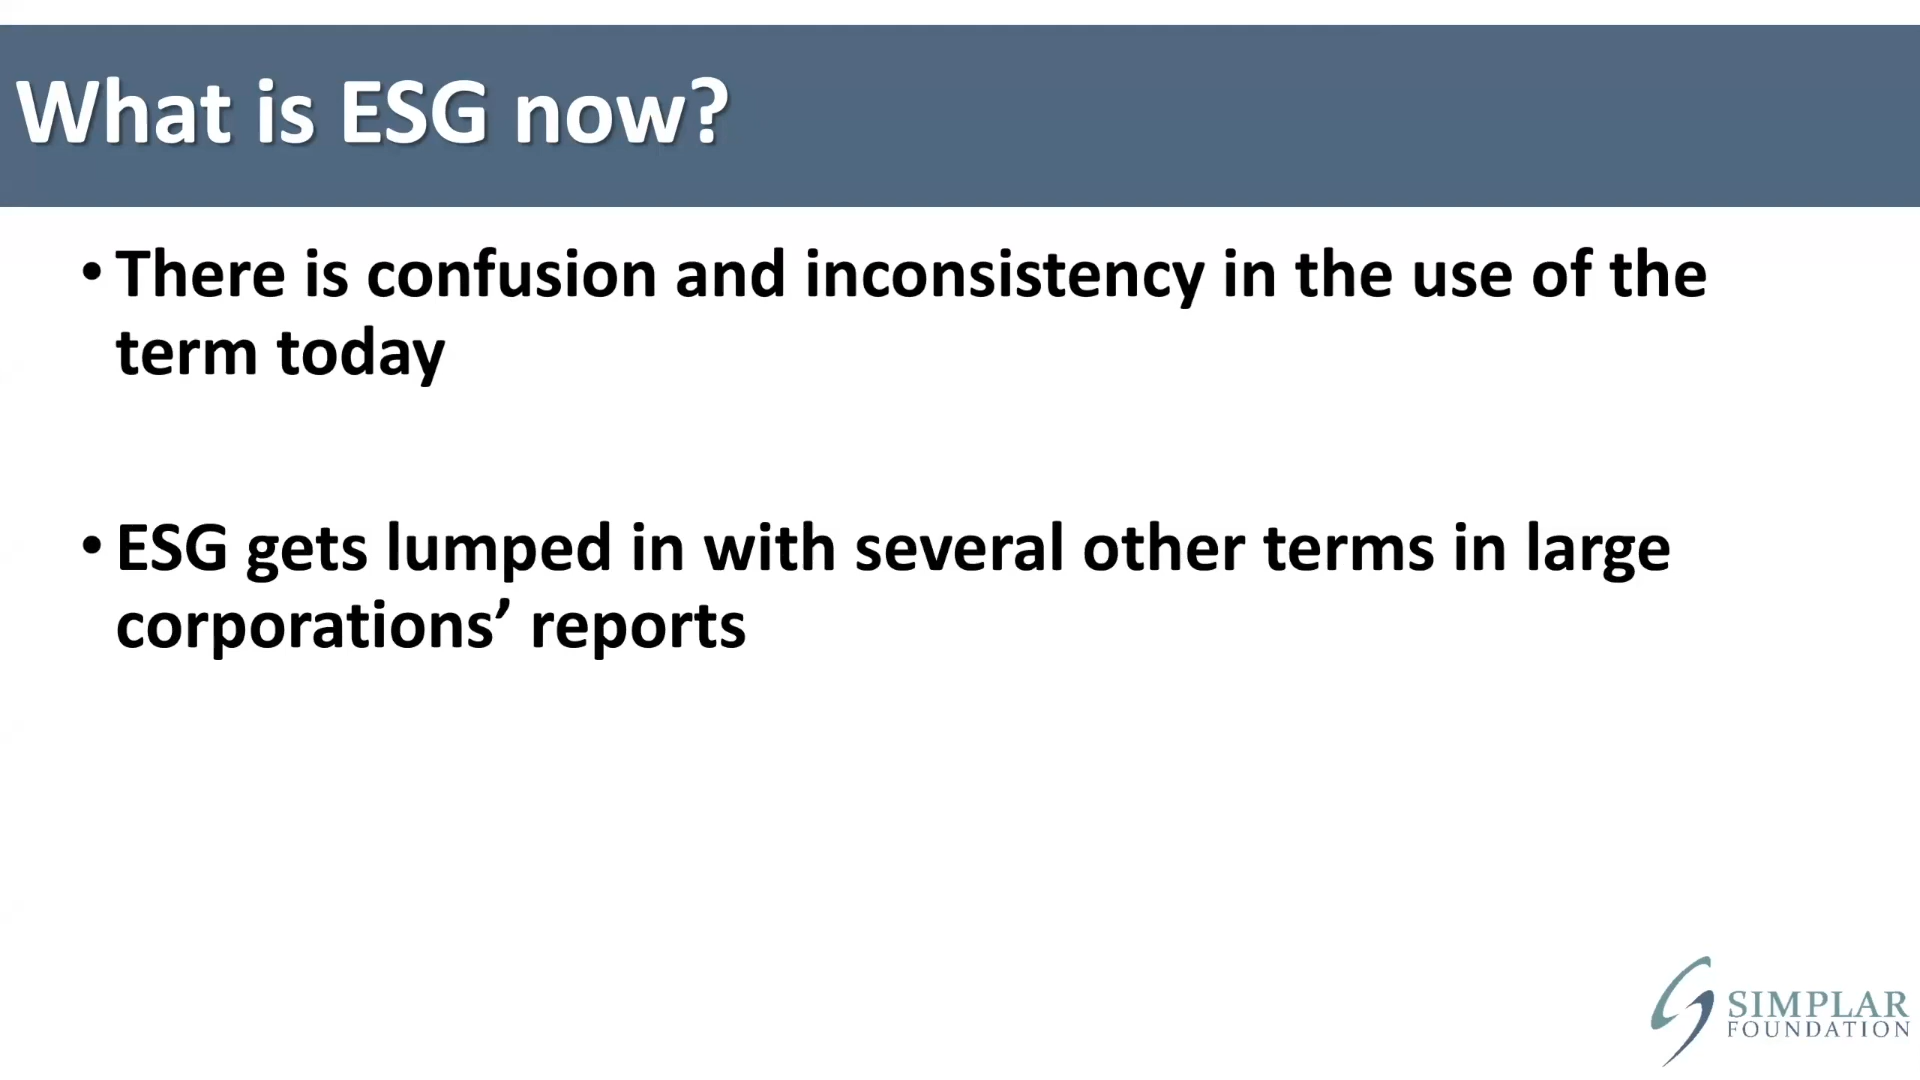 What is ESG now?
• There is confusion and inconsistency in the use of the
term today
• ESG gets lumped in with several other terms in large
corporations’ reports
SIMPLAR
FOUNDATION